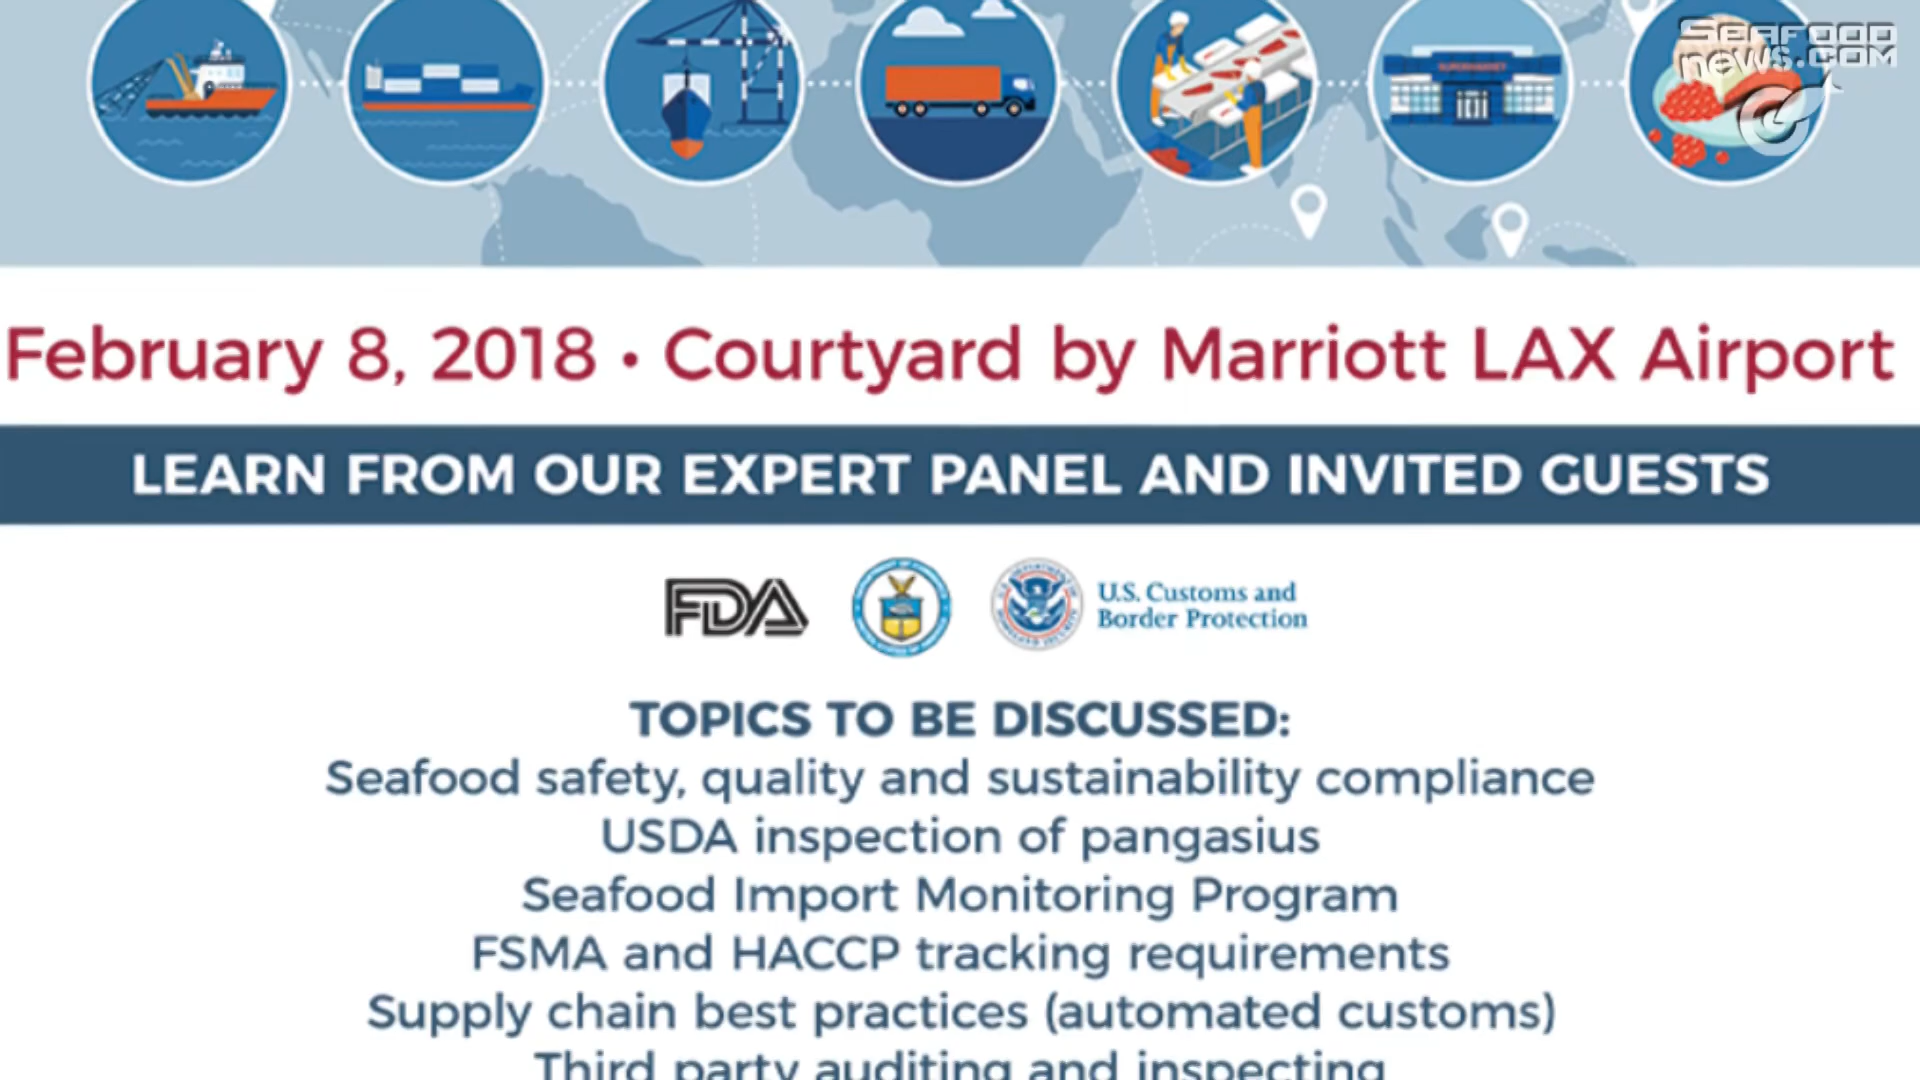 Seafood
news.com
SUPERMARKET
February 8, 2018 • Courtyard by Marriott LAX Airport
LEARN FROM OUR EXPERT PANEL AND INVITED GUESTS
FDA
U.S. Customs and
Border Protection
TOPICS TO BE DISCUSSED:
Seafood safety, quality and sustainability compliance
USDA inspection of pangasius
Seafood Import Monitoring Program
FSMA and HACCP tracking requirements
Supply chain best practices (automated customs)
Third party auditing and inspecting